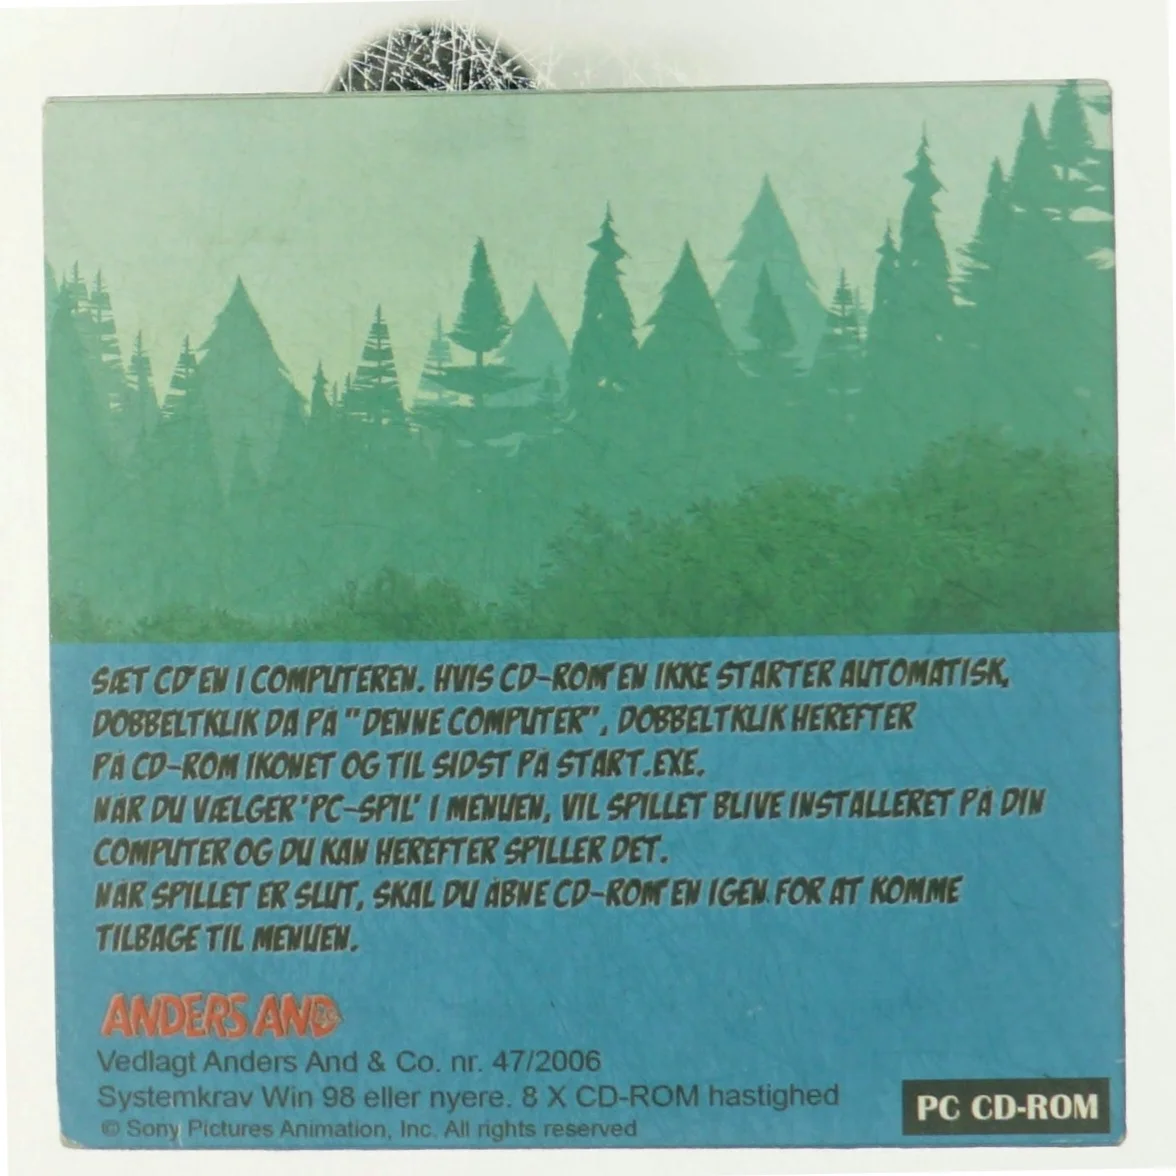 SÆT CD'EN I COMPUTEREN. HVIS CD-ROM'EN IKKE STARTER AUTOMATISK,
DOBBELTKLIK DA PÅ "DENNE COMPUTER", DOBBELTKLIK HEREFTER
PÅ CD-ROM IKONET OG TIL SIDST PÅ START.EXE.
NÅR DU VÆLGER 'PC-SPIL' I MENUEN, VIL SPILLET BLIVE INSTALLERET PÅ DIN
COMPUTER OG DU KAN HEREFTER SPILLER DET.
NÅR SPILLET ER SLUT, SKAL DU ÅBNE CD-ROM'EN IGEN FOR AT KOMME
TILBAGE TIL MENUEN.
ANDERS AND
Vedlagt Anders And & Co. nr. 47/2006
Systemkrav Win 98 eller nyere. 8 X CD-ROM hastighed
© Sony Pictures Animation, Inc. All rights reserved
PC CD-ROM